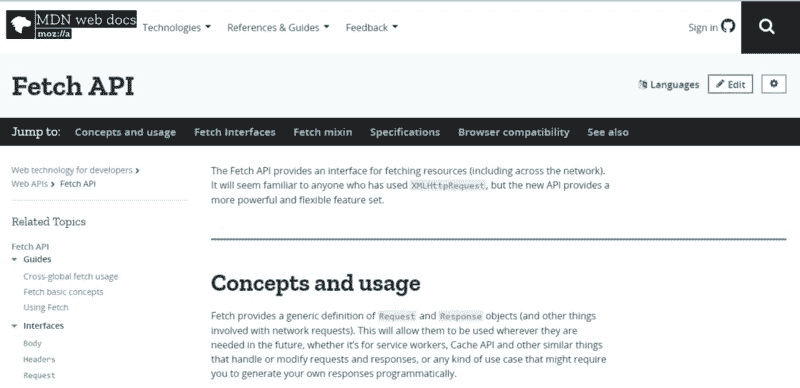 MDN web docs
moz://a
Technologies References & Guides Feedback
Sign in
Fetch API
Languages Edit
Jump to: Concepts and usage Fetch Interfaces Fetch mixin Specifications Browser compatibility See also
Web technology for developers
Web APIs Fetch API
Related Topics
Fetch API
Guides
Cross-global fetch usage
Fetch basic concepts
Using Fetch
Interfaces
Body
Headers
Request
The Fetch API provides an interface for fetching resources (including across the network).
It will seem familiar to anyone who has used XMLHttpRequest, but the new API provides a
more powerful and flexible feature set.
Concepts and usage
Fetch provides a generic definition of Request and Response objects (and other things
involved with network requests). This will allow them to be used wherever they are
needed in the future, whether it's for service workers, Cache API and other similar things
that handle or modify requests and responses, or any kind of use case that might require
you to generate your own responses programmatically.